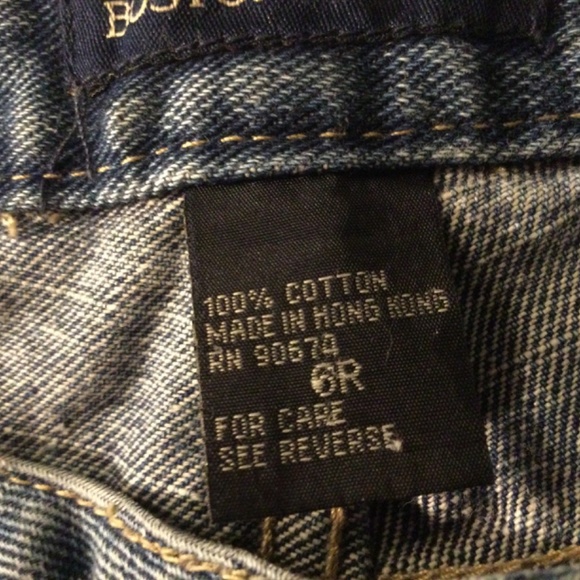 100% COTTON
MADE IN HONG KONG
RN 90674
6R
FOR CARE
SEE REVERSE